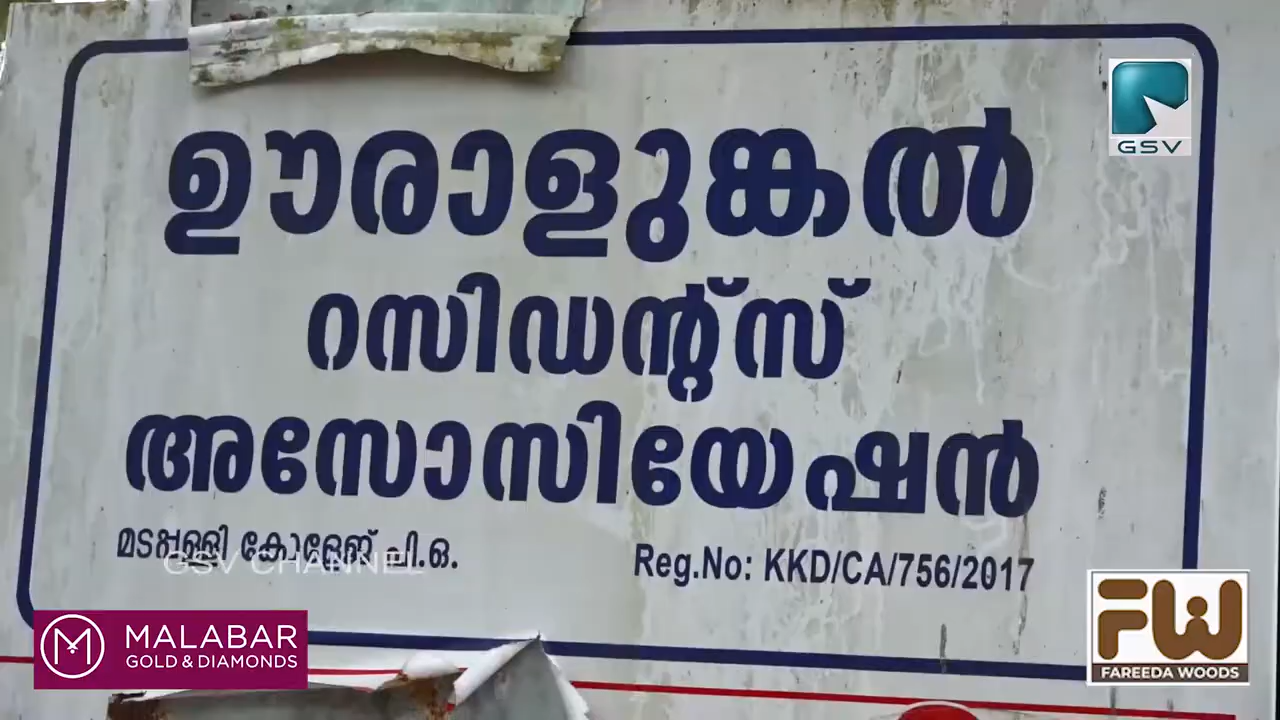 GSV
ഊരാളുങ്കൽ
റസിഡന്റ്സ്
അസോസിയേഷൻ
മടപ്പള്ളി കോളേജ് പി.ഒ.
GSV CHANNEL
Reg.No: KKD/CA/756/2017
MALABAR
GOLD & DIAMONDS
FW
FAREEDA WOODS